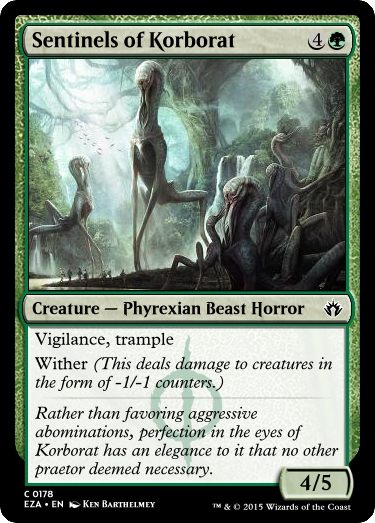 Sentinels of Korborat 4
Creature — Phyrexian Beast Horror
Vigilance, trample
Wither (This deals damage to creatures in
the form of -1/-1 counters.)
Rather than favoring aggressive
abominations, perfection in the eyes of
Korborat has an elegance to it that no other
praetor deemed necessary.
4/5
C 0178
EZA • EN Ken Barthelmey
™ & © 2015 Wizards of the Coast